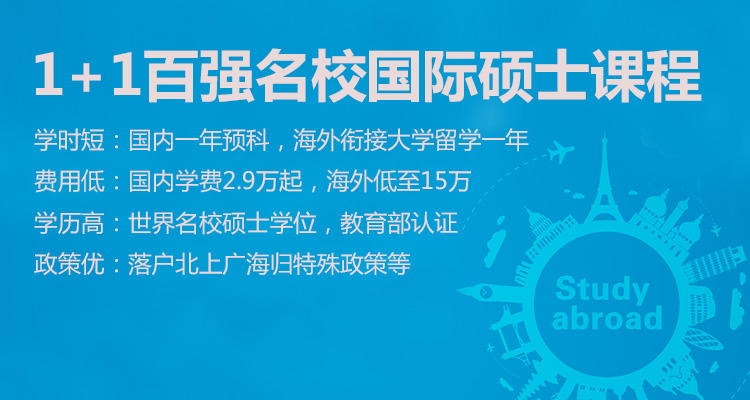 1+1百强名校国际硕士课程
学时短：国内一年预科，海外衔接大学留学一年
费用低：国内学费2.9万起，海外低至15万
学历高：世界名校硕士学位，教育部认证
政策优：落户北上广海归特殊政策等
Study
abroad